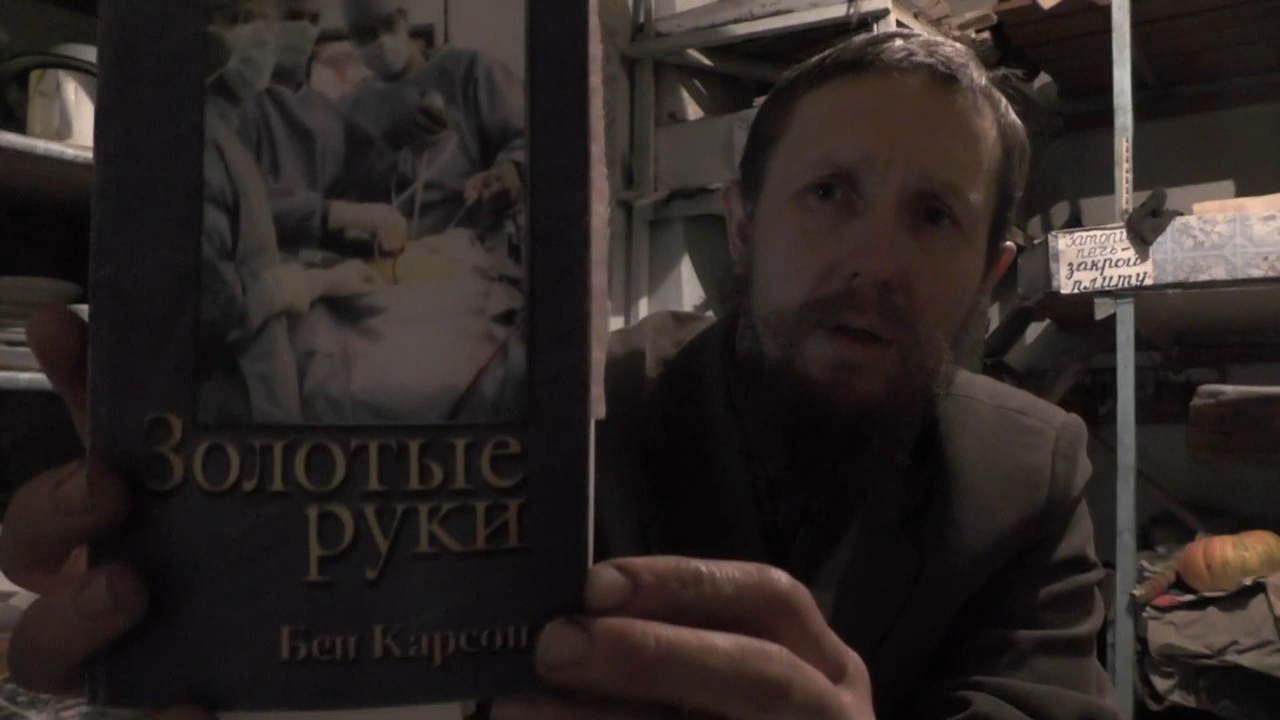 Золотые
руки
Бен Карсон
Затопил
печь-
закрой
плиту